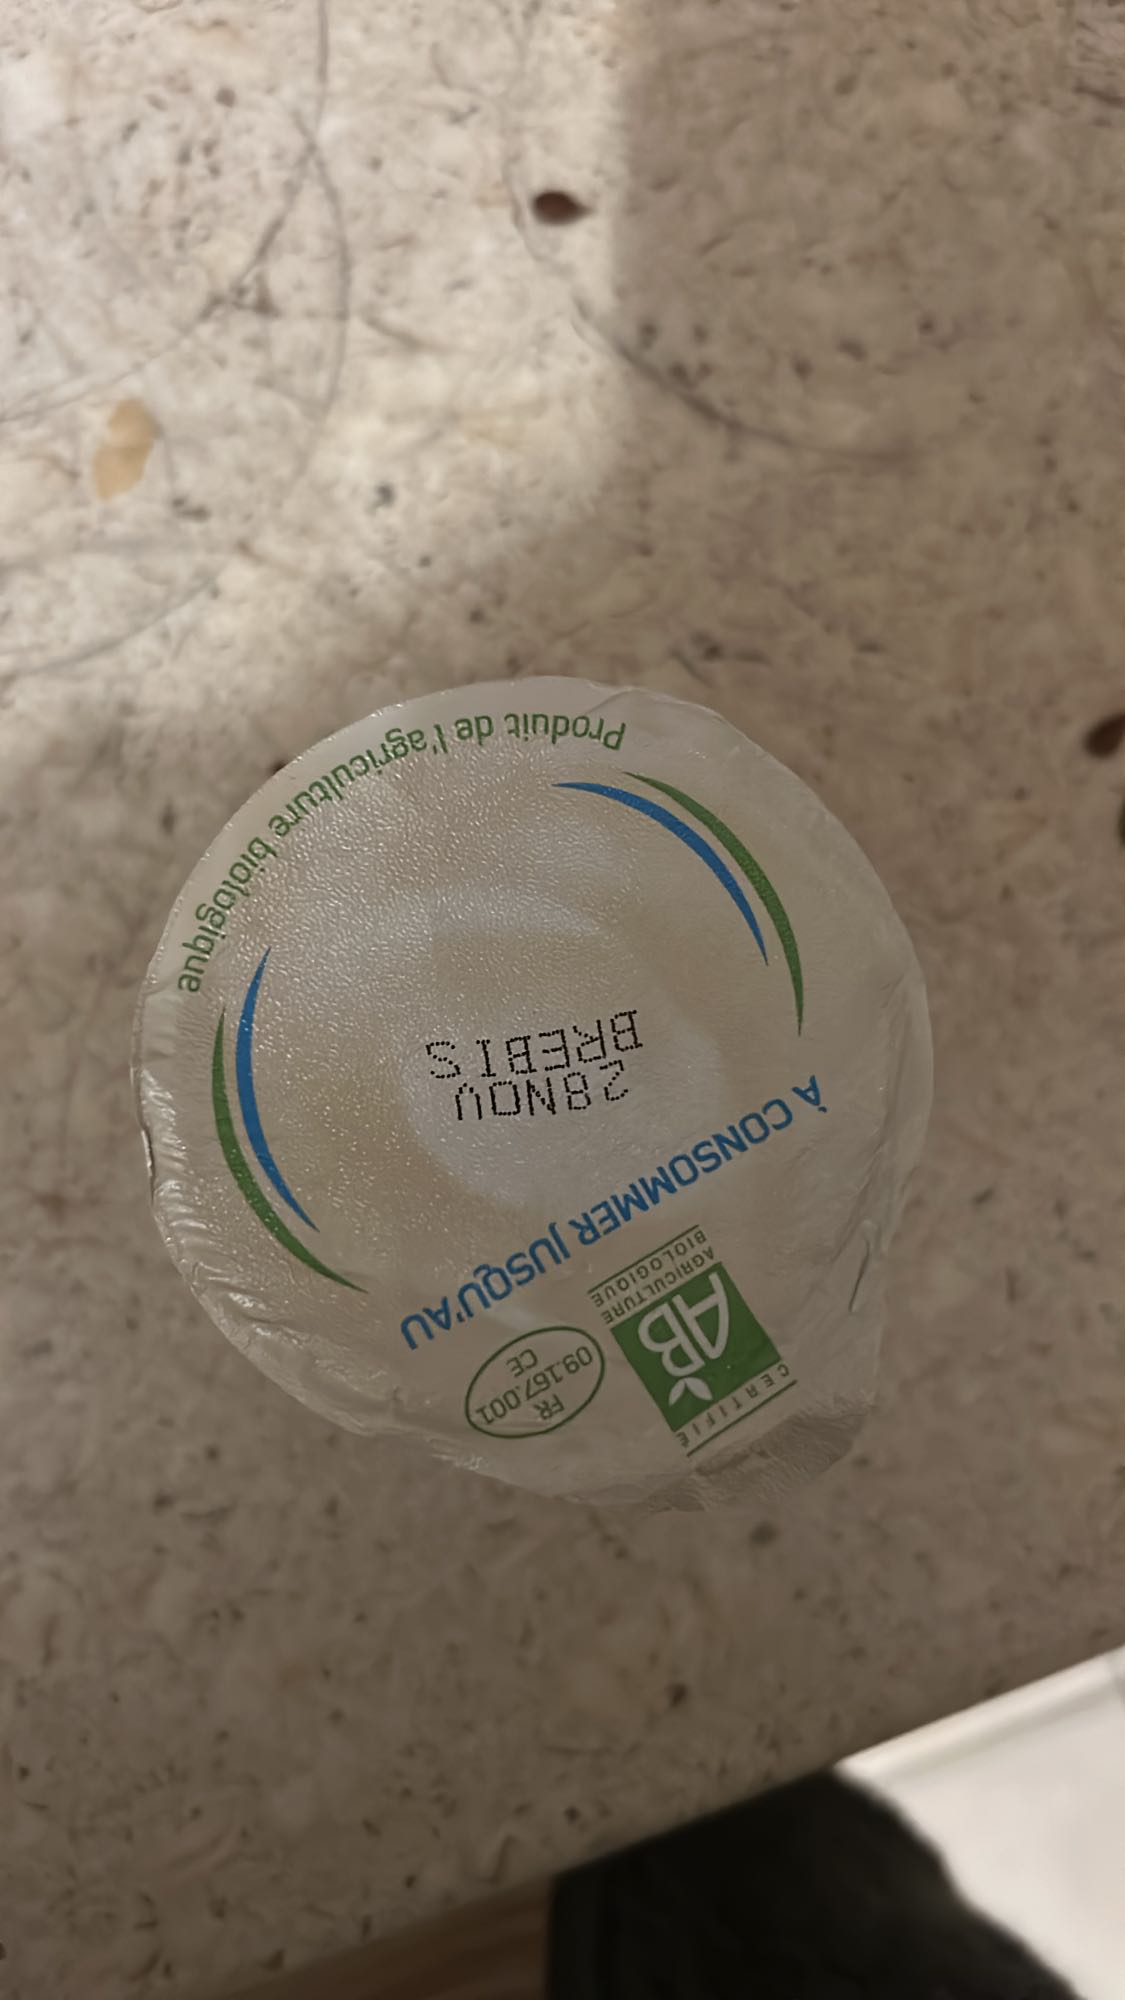 CERTIFIÉ
AB
AGRICULTURE
BIOLOGIQUE
FR
09.167.001
CE
À CONSOMMER JUSQU'AU
28NOV
BREBIS
Produit de l'agriculture biologique